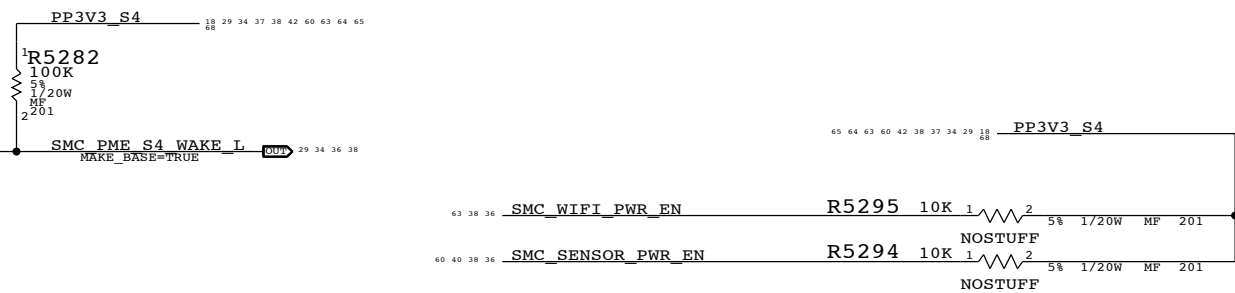 PP3V3_S4
18 29 34 37 38 42 60 63 64 65
68
1
R5282
100K
5%
1/20W
MF
201
2
SMC_PME_S4_WAKE_L
OUT
29 34 36 38
MAKE_BASE=TRUE
65 64 63 60 42 38 37 34 29 18
68
PP3V3_S4
63 38 36
SMC_WIFI_PWR_EN
R5295
10K
1
2
5% 1/20W MF 201
NOSTUFF
60 40 38 36
SMC_SENSOR_PWR_EN
R5294
10K
1
2
5% 1/20W MF 201
NOSTUFF